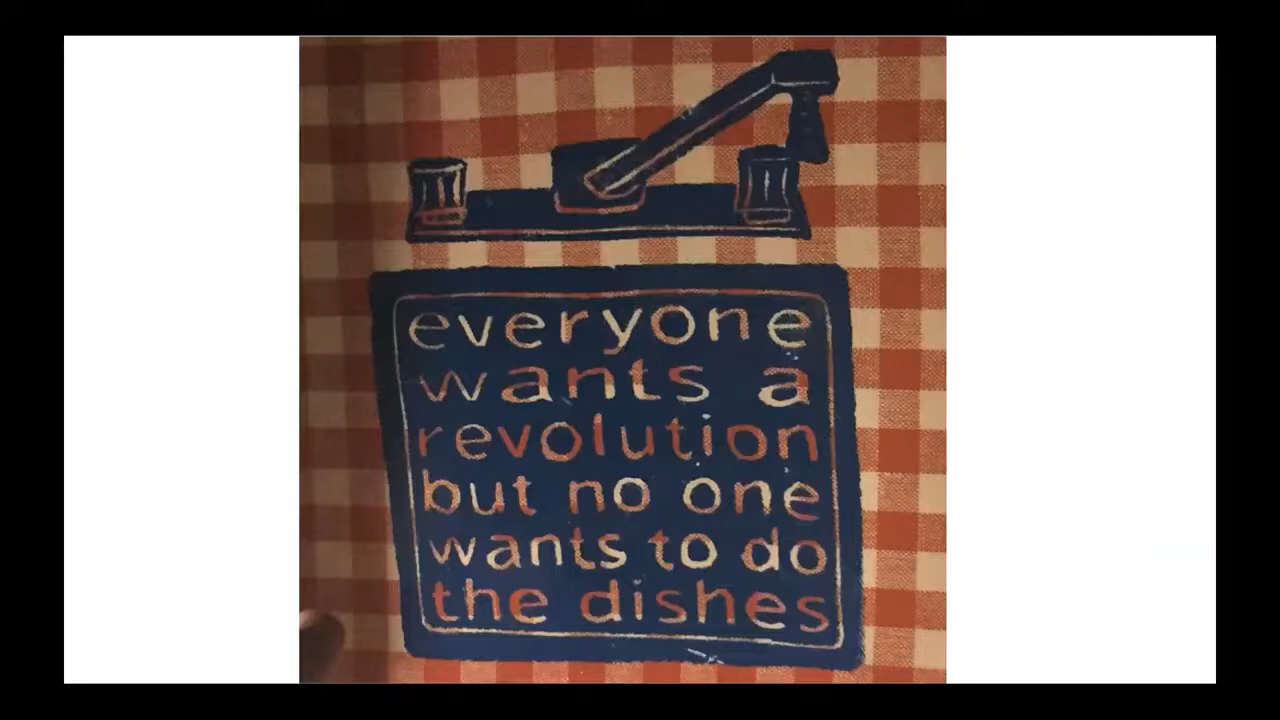 everyone
wants a
revolution
but no one
wants to do
the dishes